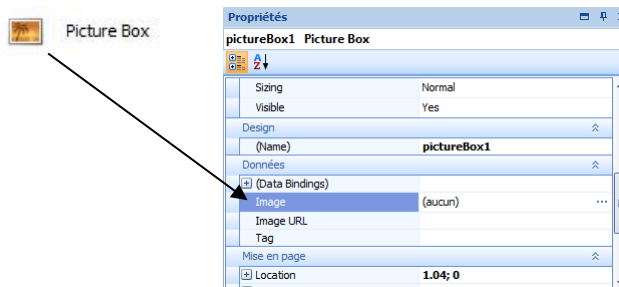 Picture Box
Propriétés
pictureBox1 Picture Box
Sizing Normal
Visible Yes
Design
(Name) pictureBox1
Données
(Data Bindings)
Image (aucun) ...
Image URL
Tag
Mise en page
Location 1.04; 0